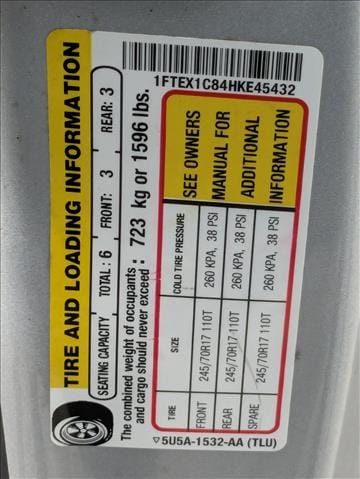 TIRE AND LOADING INFORMATION
SEATING CAPACITY TOTAL: 6 FRONT: 3 REAR: 3
The combined weight of occupants
and cargo should never exceed : 723 kg or 1596 lbs.
TIRE SIZE COLD TIRE PRESSURE
FRONT 245/70R17 110T 260 KPA, 38 PSI
REAR 245/70R17 110T 260 KPA, 38 PSI
SPARE 245/70R17 110T 260 KPA, 38 PSI
SEE OWNERS
MANUAL FOR
ADDITIONAL
INFORMATION
▽5U5A-1532-AA (TLU)
1FTEX1C84HKE45432